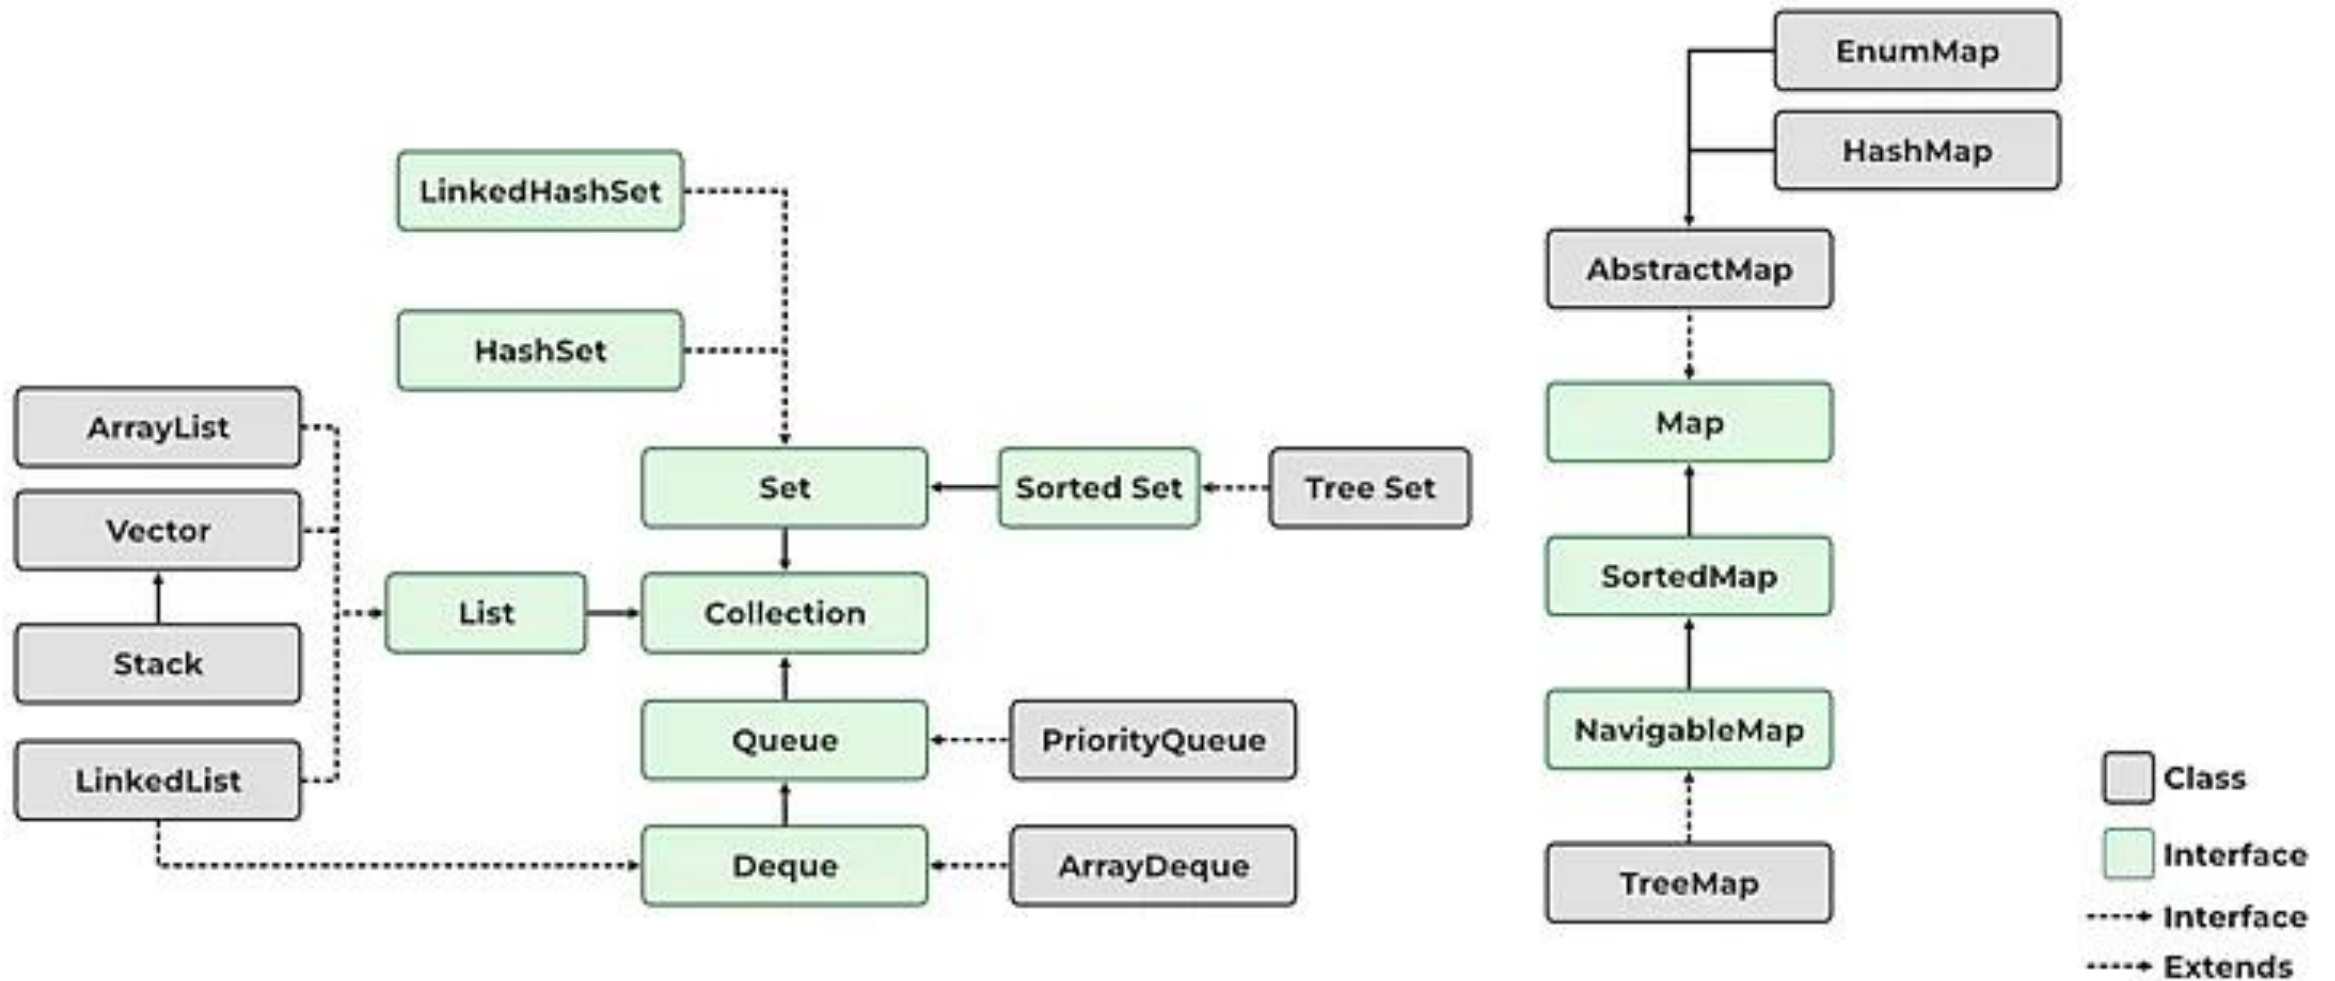 EnumMap
HashMap
LinkedHashSet
AbstractMap
HashSet
ArrayList
Map
Set
Sorted Set
Tree Set
Vector
SortedMap
List
Collection
Stack
Queue
PriorityQueue
NavigableMap
LinkedList
Class
Deque
ArrayDeque
Interface
TreeMap
Interface
Extends